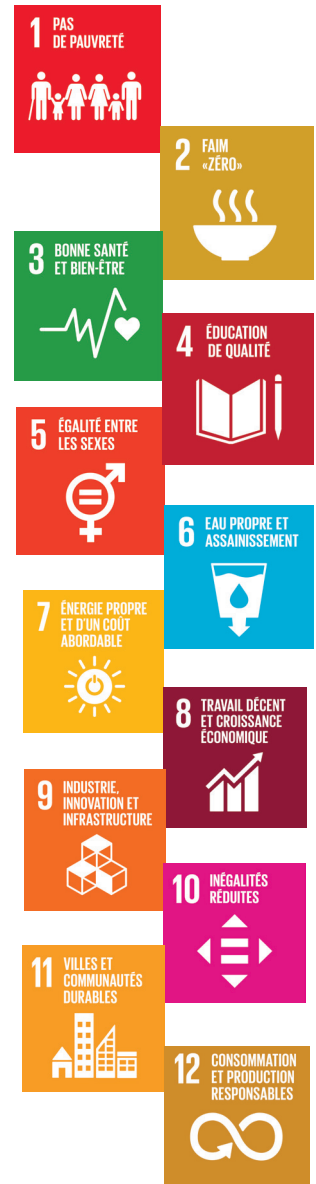 1 PAS
DE PAUVRETÉ
2 FAIM
«ZÉRO»
3 BONNE SANTÉ
ET BIEN-ÊTRE
4 ÉDUCATION
DE QUALITÉ
5 ÉGALITÉ ENTRE
LES SEXES
6 EAU PROPRE ET
ASSAINISSEMENT
7 ÉNERGIE PROPRE
ET D'UN COÛT
ABORDABLE
8 TRAVAIL DÉCENT
ET CROISSANCE
ÉCONOMIQUE
9 INDUSTRIE,
INNOVATION ET
INFRASTRUCTURE
10 INÉGALITÉS
RÉDUITES
11 VILLES ET
COMMUNAUTÉS
DURABLES
12 CONSOMMATION
ET PRODUCTION
RESPONSABLES